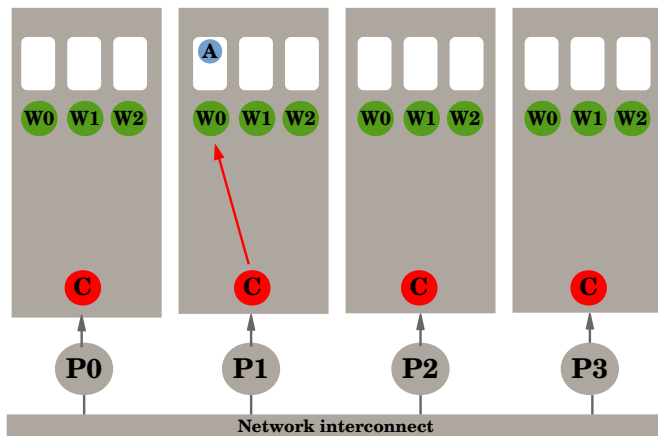 A
W0 W1 W2 W0 W1 W2 W0 W1 W2 W0 W1 W2
C C C C
P0 P1 P2 P3
Network interconnect